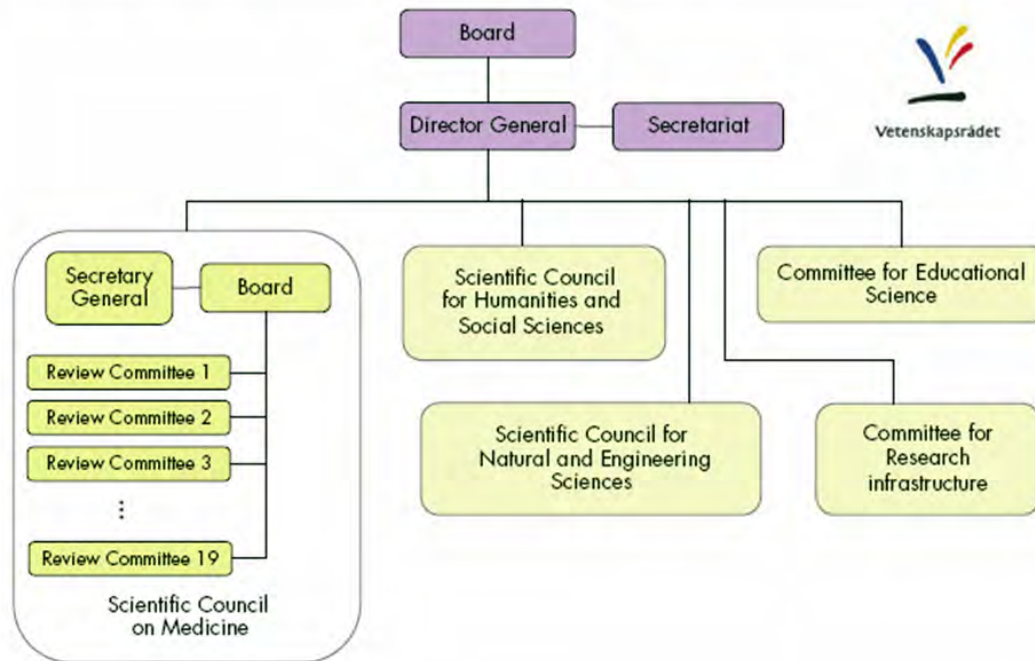 Board
Director General
Secretariat
Vetenskapsrådet
Secretary
General
Board
Review Committee 1
Review Committee 2
Review Committee 3
⋮
Review Committee 19
Scientific Council
on Medicine
Scientific Council
for Humanities and
Social Sciences
Committee for Educational
Science
Scientific Council for
Natural and Engineering
Sciences
Committee for
Research
infrastructure